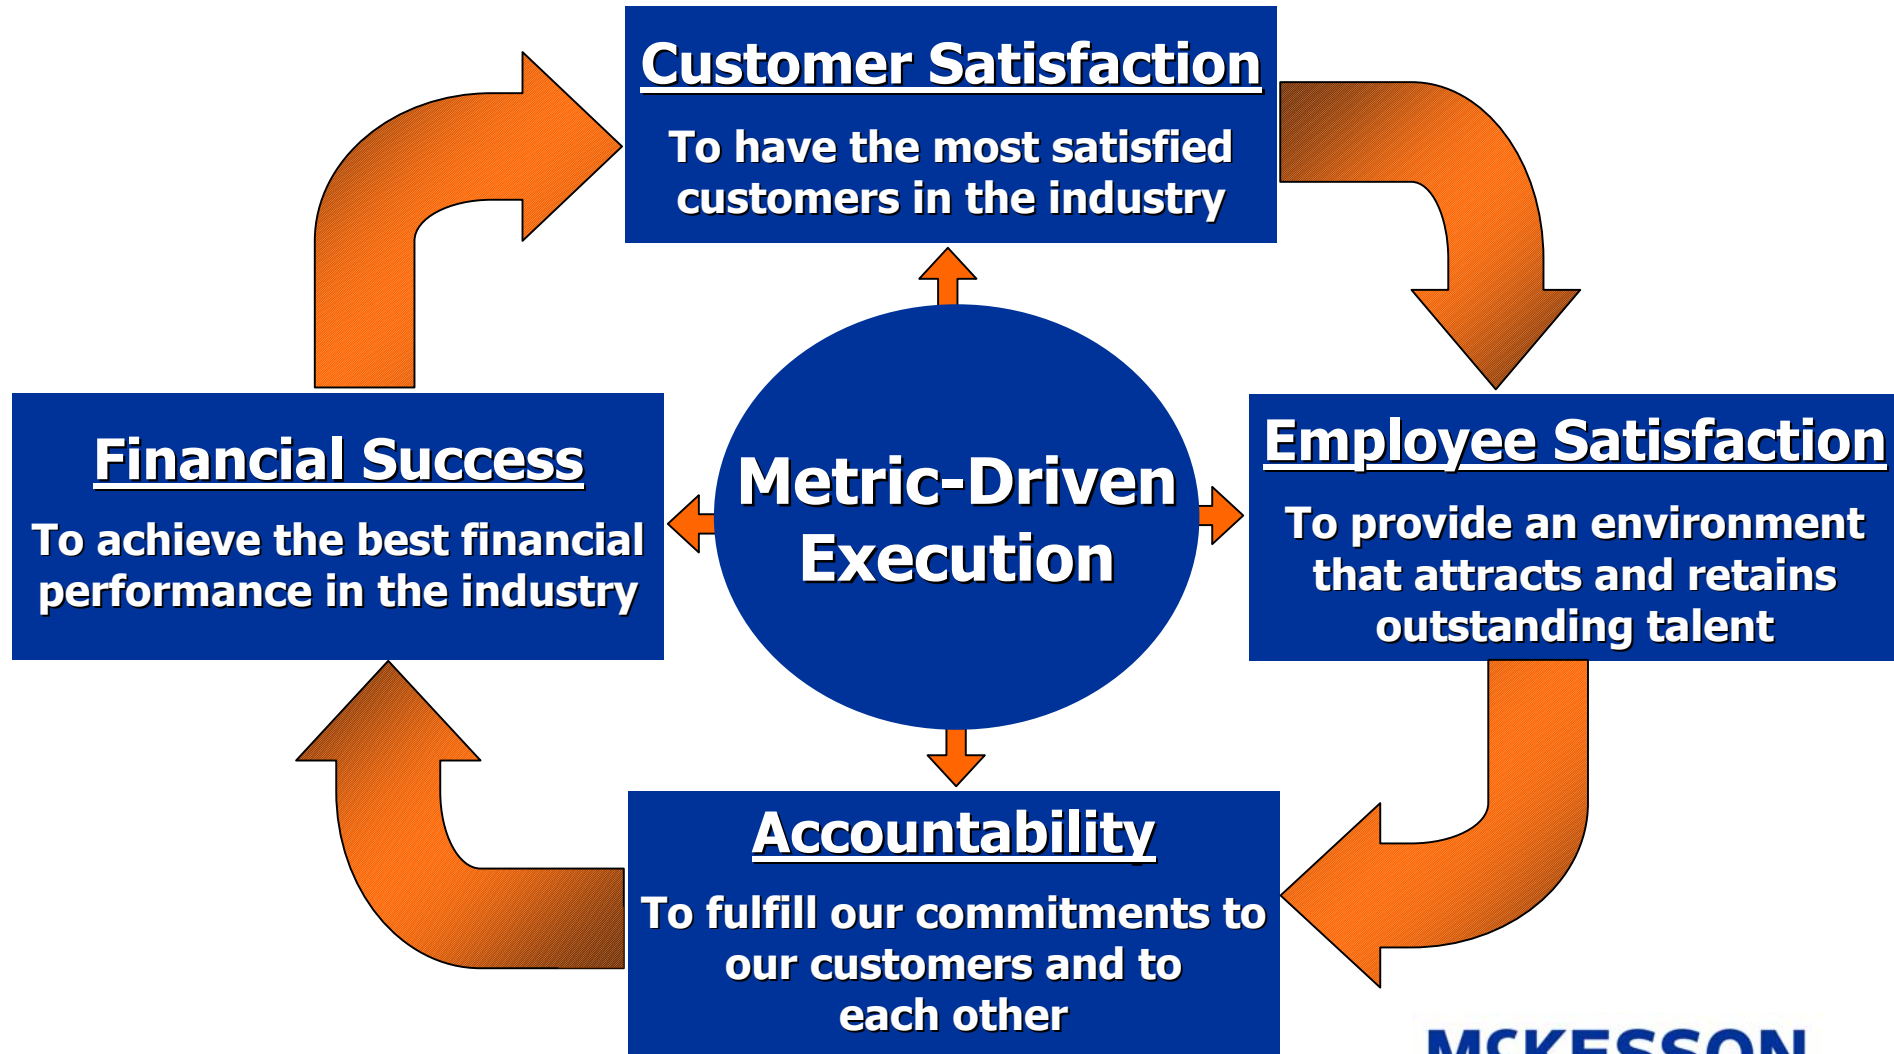 Customer Satisfaction
To have the most satisfied
customers in the industry
Financial Success
To achieve the best financial
performance in the industry
Metric-Driven
Execution
Employee Satisfaction
To provide an environment
that attracts and retains
outstanding talent
Accountability
To fulfill our commitments to
our customers and to
each other
McKESSON